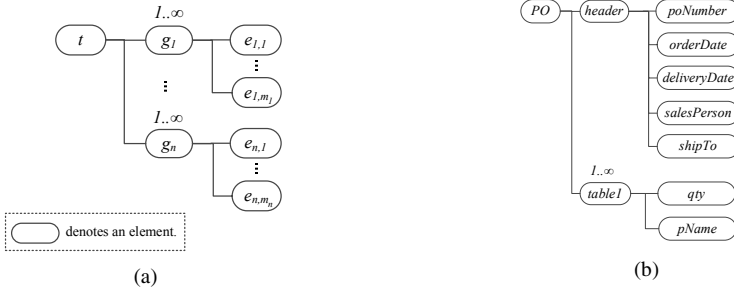 1..∞
t
g1
e1,1
⋮
⋮
e1,m1
1..∞
gn
en,1
⋮
en,mn
denotes an element.
(a)
PO
header
poNumber
orderDate
deliveryDate
salesPerson
shipTo
1..∞
table1
qty
pName
(b)